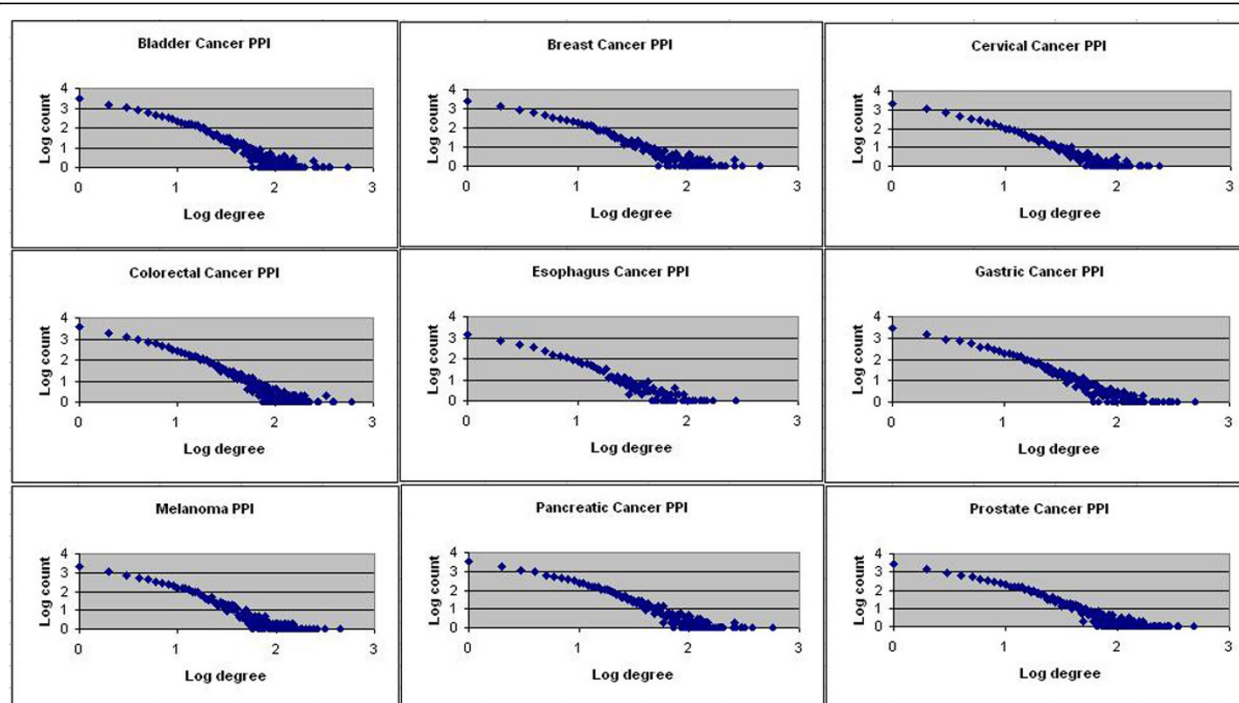 Bladder Cancer PPI
Log count
4
3
2
1
0
0 1 2 3
Log degree
Breast Cancer PPI
Log count
4
3
2
1
0
0 1 2 3
Log degree
Cervical Cancer PPI
Log count
4
3
2
1
0
0 1 2 3
Log degree
Colorectal Cancer PPI
Log count
4
3
2
1
0
0 1 2 3
Log degree
Esophagus Cancer PPI
Log count
4
3
2
1
0
0 1 2 3
Log degree
Gastric Cancer PPI
Log count
4
3
2
1
0
0 1 2 3
Log degree
Melanoma PPI
Log count
4
3
2
1
0
0 1 2 3
Log degree
Pancreatic Cancer PPI
Log count
4
3
2
1
0
0 1 2 3
Log degree
Prostate Cancer PPI
Log count
4
3
2
1
0
0 1 2 3
Log degree